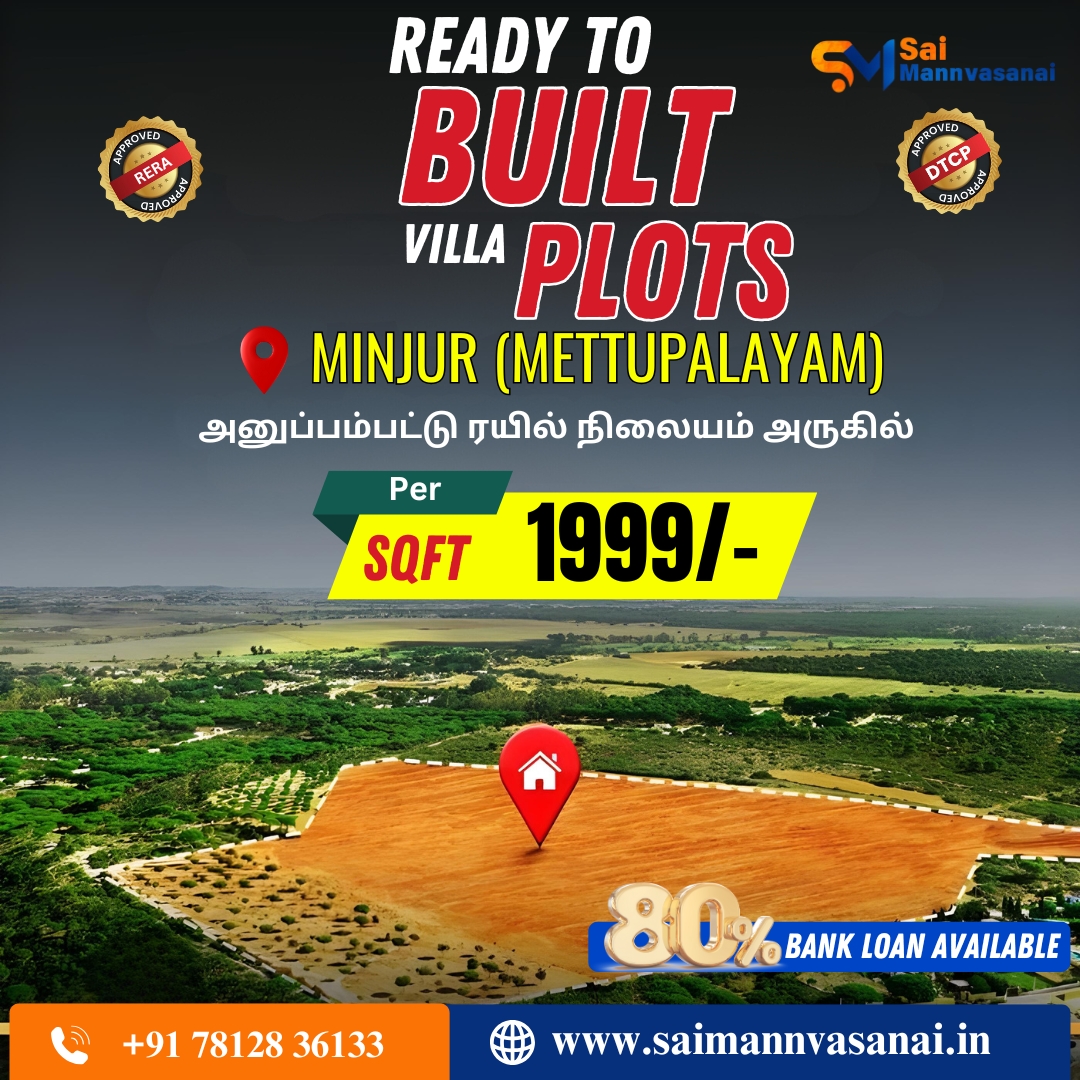 READY TO
BUILT
VILLA PLOTS
Sai
Mannvasanai
APPROVED
RERA
APPROVED
APPROVED
DTCP
APPROVED
MINJUR (METTUPALAYAM)
அனுப்பம்பட்டு ரயில் நிலையம் அருகில்
Per
SQFT 1999/-
80% BANK LOAN AVAILABLE
+91 78128 36133
www.saimannvasanai.in